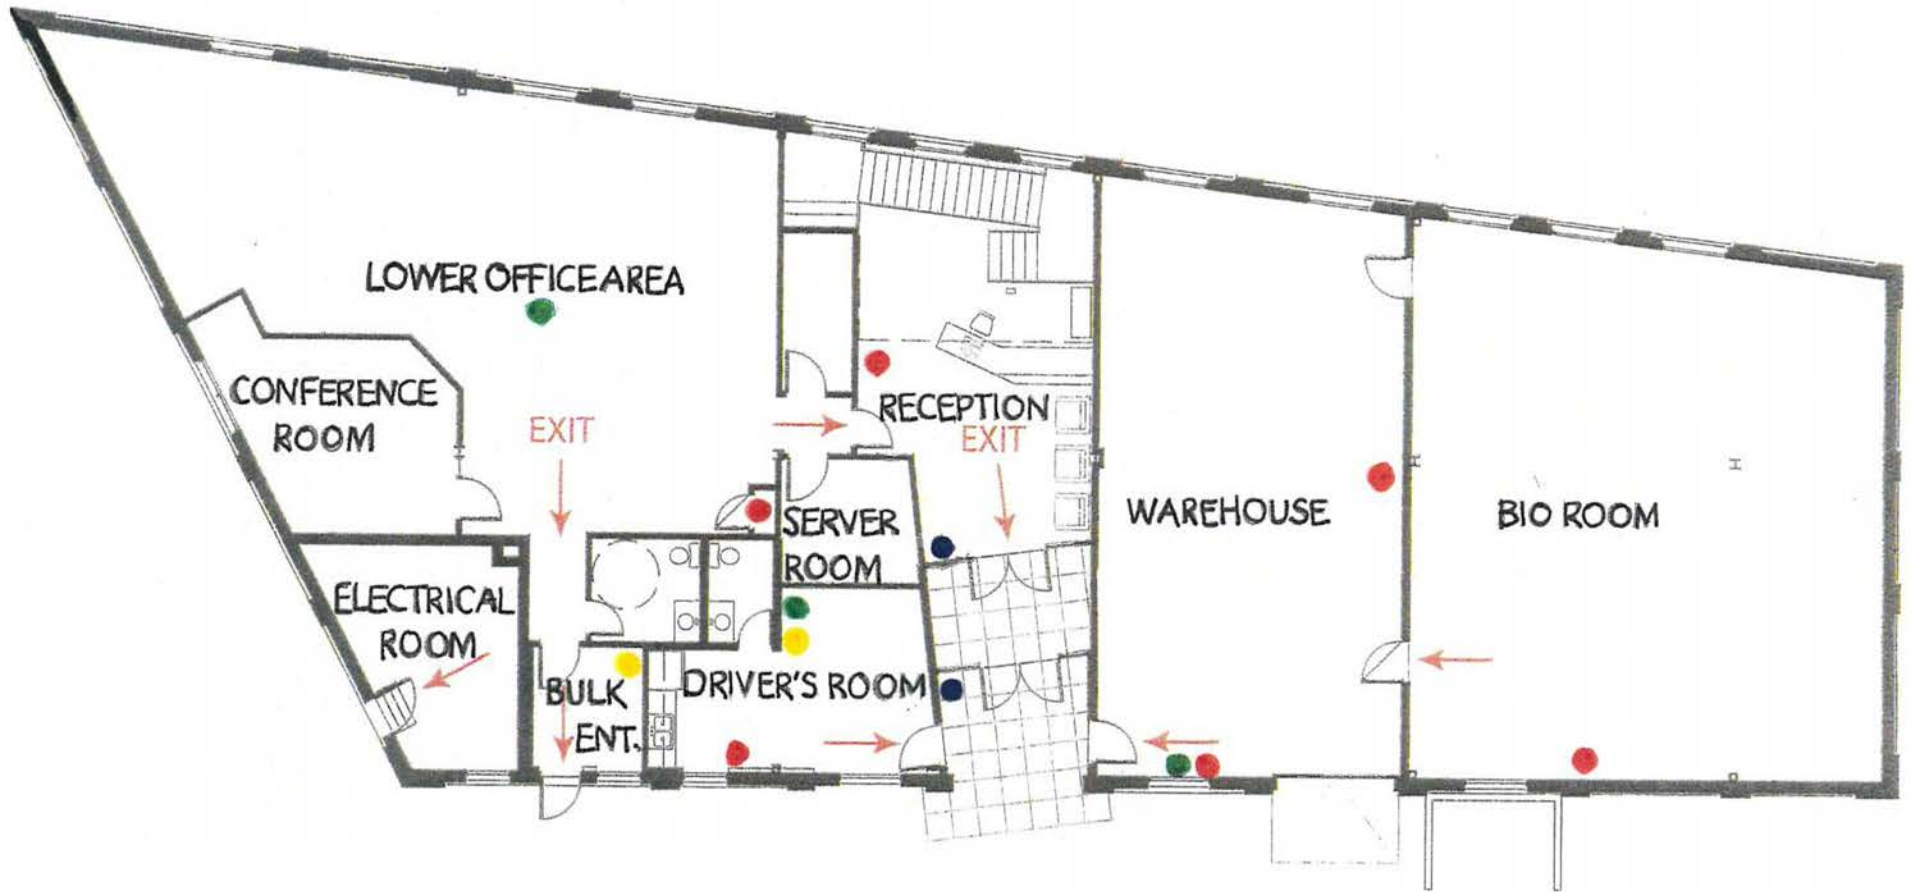 LOWER OFFICE AREA
CONFERENCE
ROOM
EXIT
RECEPTION
EXIT
SERVER
ROOM
WAREHOUSE
BIO ROOM
ELECTRICAL
ROOM
BULK
ENT.
DRIVER'S ROOM